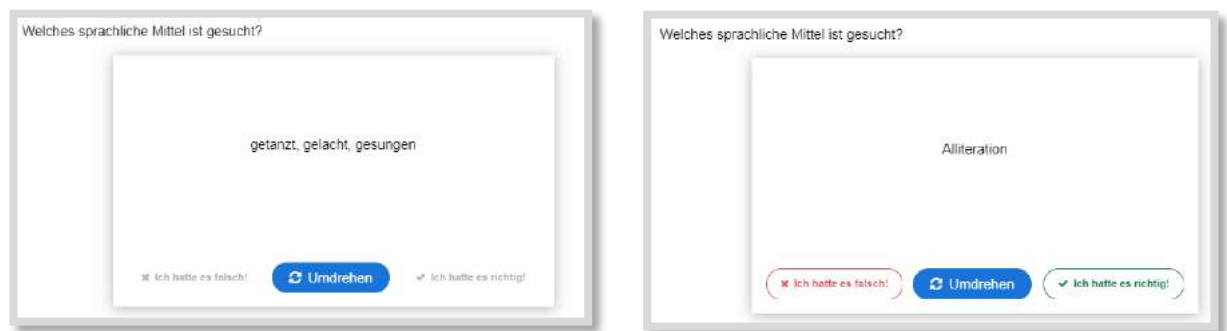 Welches sprachliche Mittel ist gesucht?
getanzt, gelacht, gesungen
Ich hatte es falsch!
Umdrehen
Ich hatte es richtig!
Welches sprachliche Mittel ist gesucht?
Alliteration
Ich hatte es falsch!
Umdrehen
Ich hatte es richtig!